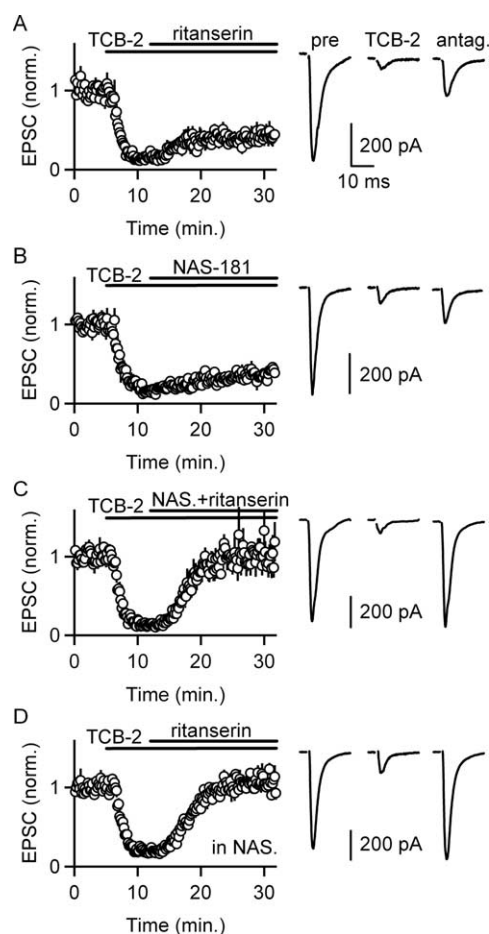 A
TCB-2 ritanserin
pre TCB-2 antag.
EPSC (norm.)
1
0
0 10 20 30
Time (min.)
200 pA
10 ms
B
TCB-2 NAS-181
EPSC (norm.)
1
0
0 10 20 30
Time (min.)
200 pA
C
TCB-2 NAS.+ritanserin
EPSC (norm.)
1
0
0 10 20 30
Time (min.)
200 pA
D
TCB-2 ritanserin
EPSC (norm.)
1
0
in NAS.
0 10 20 30
Time (min.)
200 pA